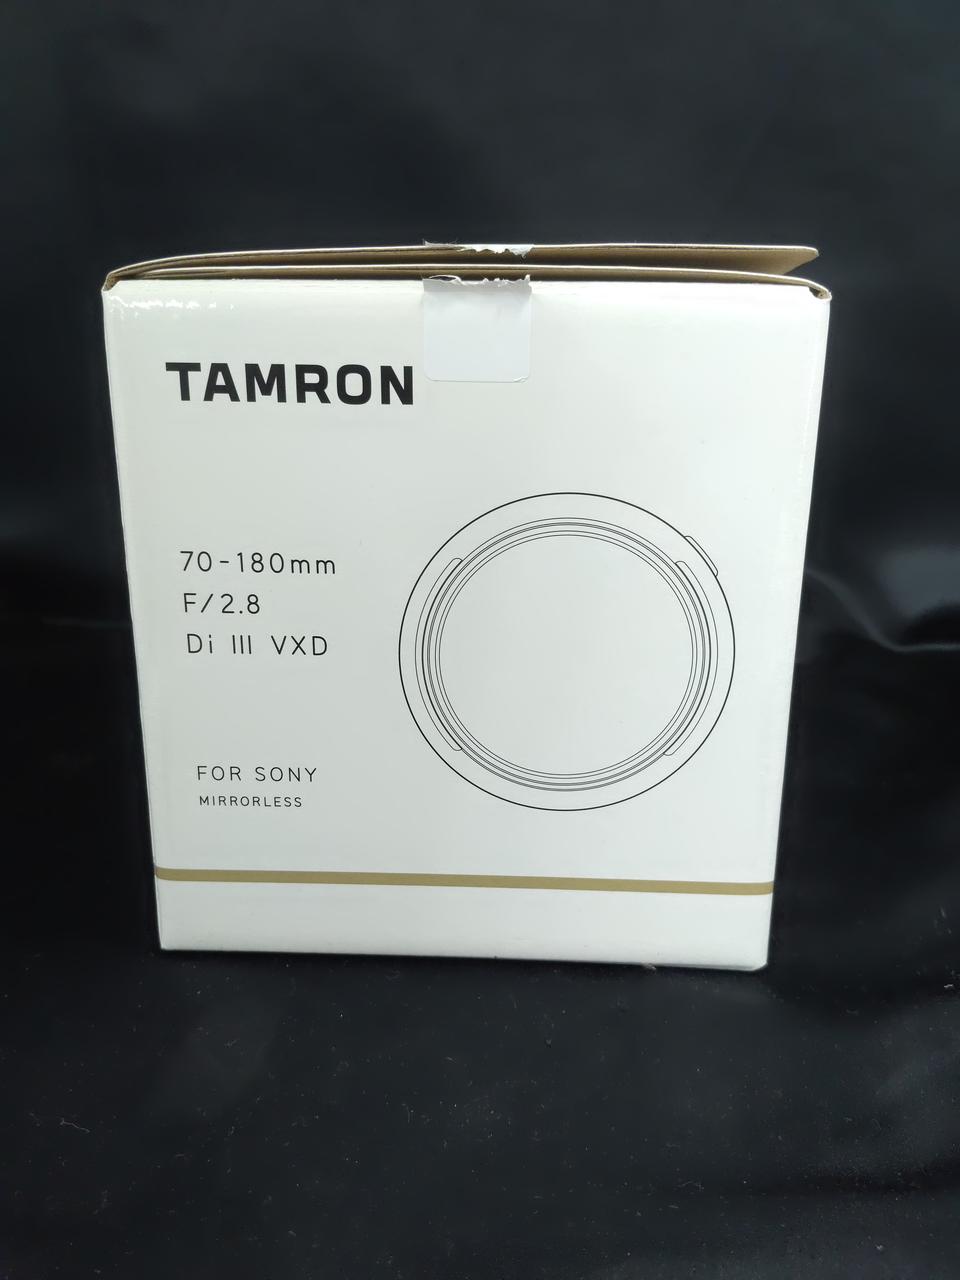 TAMRON
70-180mm
F/2.8
Di III VXD
FOR SONY
MIRRORLESS